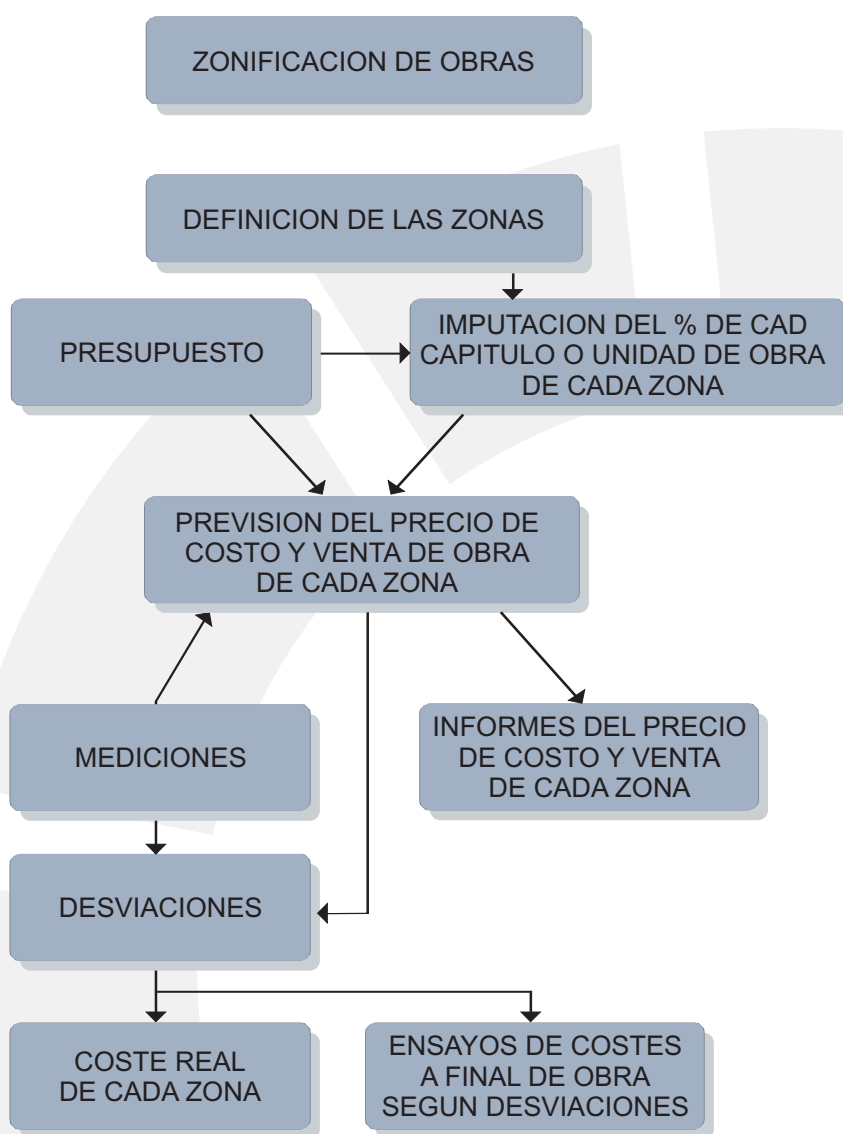 ZONIFICACION DE OBRAS
DEFINICION DE LAS ZONAS
PRESUPUESTO
IMPUTACION DEL % DE CAD
CAPITULO O UNIDAD DE OBRA
DE CADA ZONA
PREVISION DEL PRECIO DE
COSTO Y VENTA DE OBRA
DE CADA ZONA
MEDICIONES
INFORMES DEL PRECIO
DE COSTO Y VENTA
DE CADA ZONA
DESVIACIONES
COSTE REAL
DE CADA ZONA
ENSAYOS DE COSTES
A FINAL DE OBRA
SEGUN DESVIACIONES